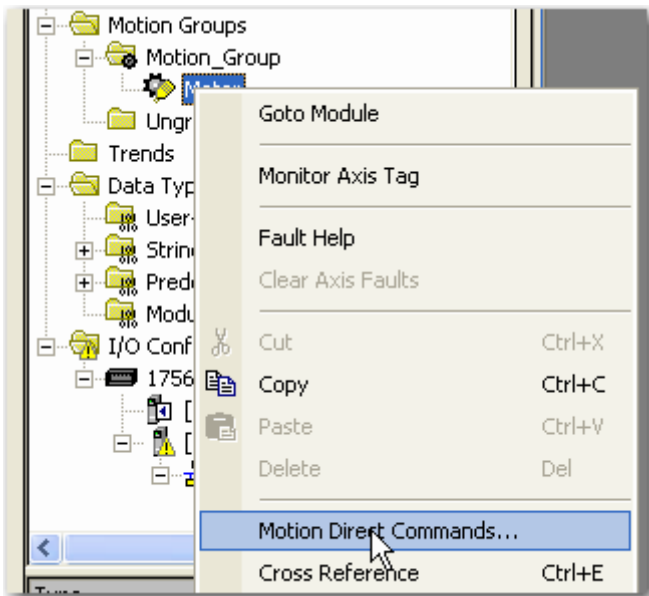 Motion Groups
Motion_Group
Ungr
Trends
Data Typ
User-
String
Pred
Modu
I/O Conf
1756
[
[
Goto Module
Monitor Axis Tag
Fault Help
Clear Axis Faults
Cut Ctrl+X
Copy Ctrl+C
Paste Ctrl+V
Delete Del
Motion Direct Commands...
Cross Reference Ctrl+E